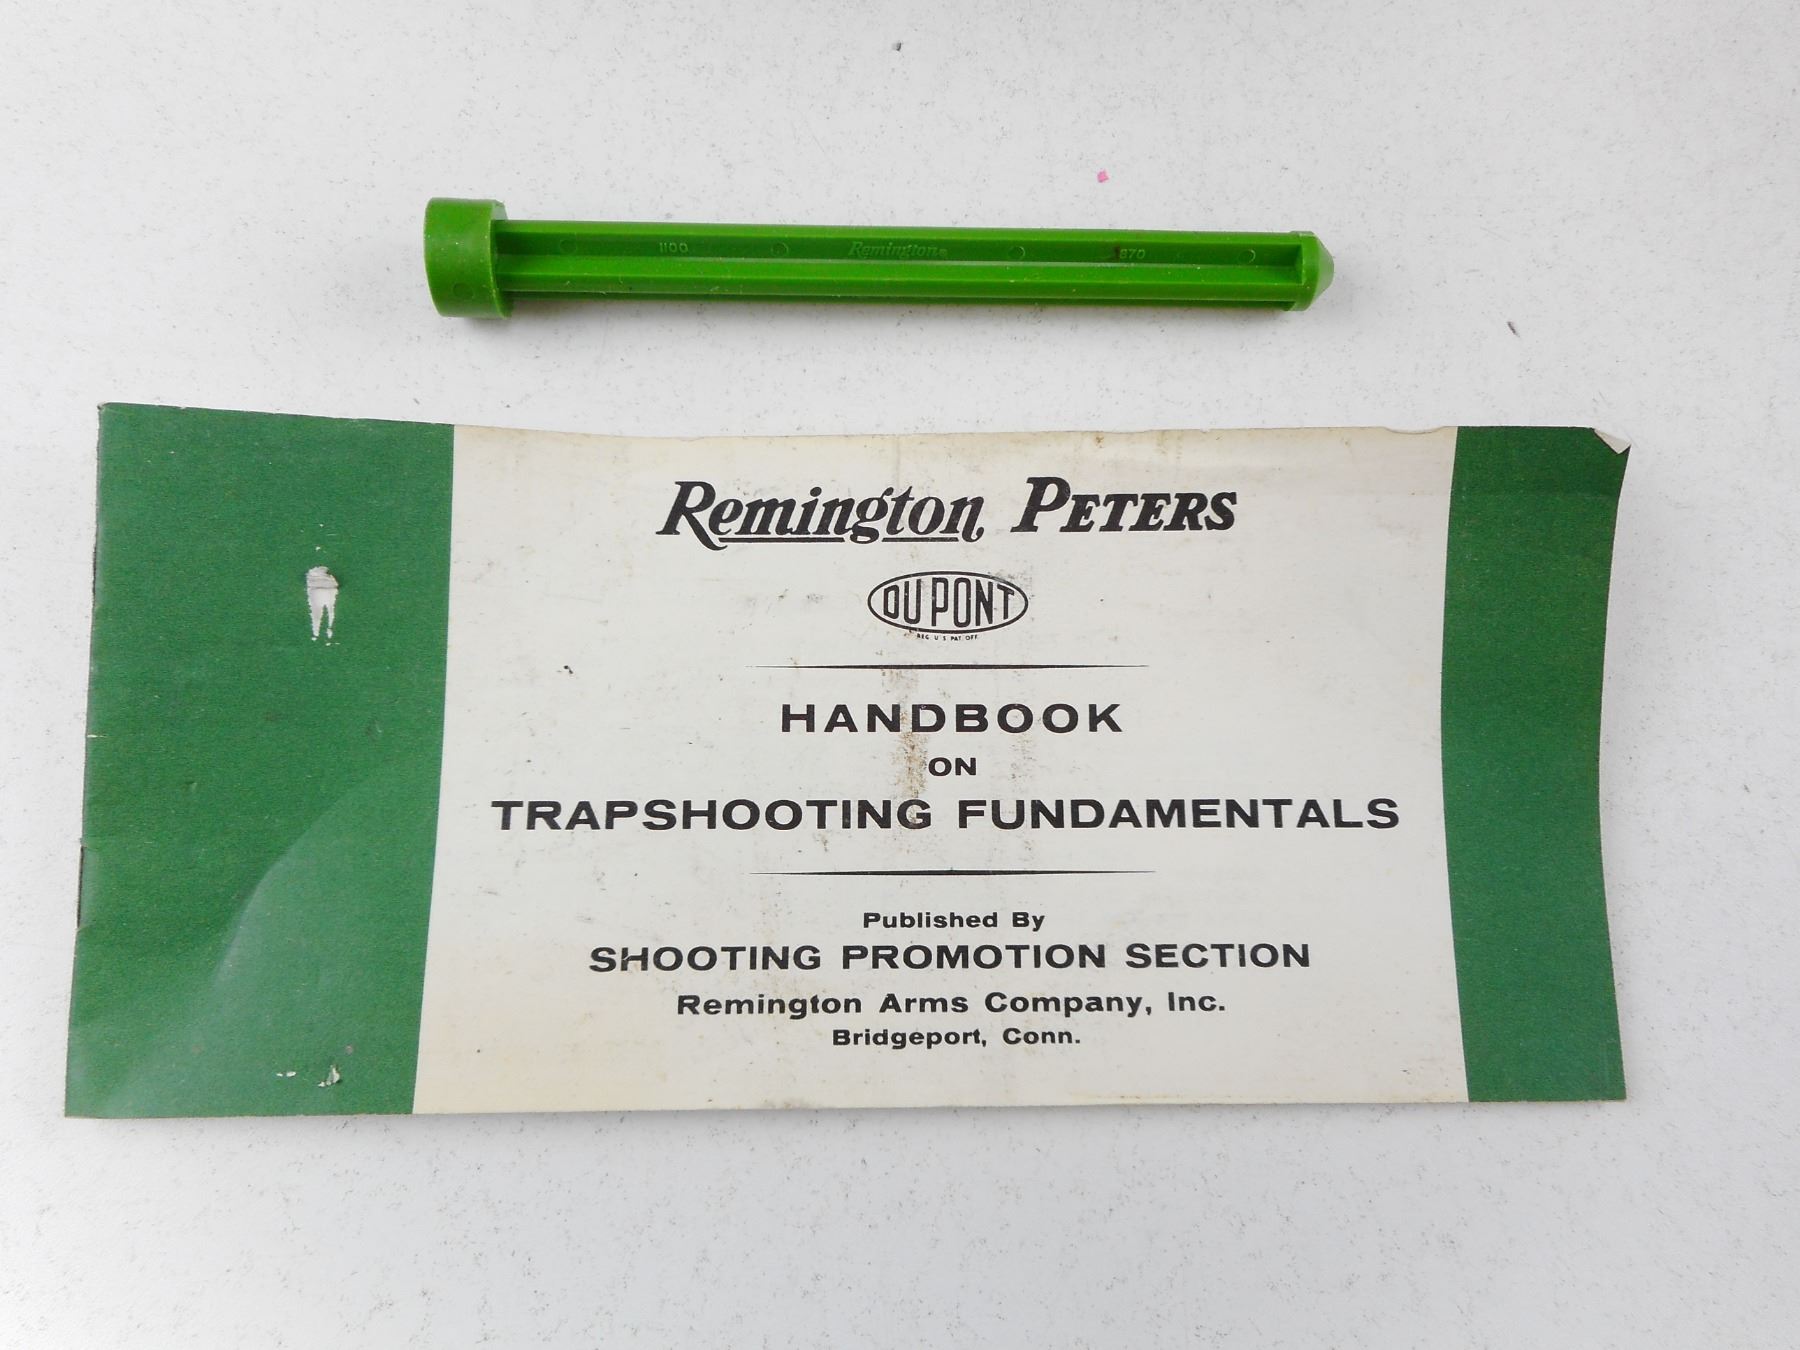 1100 Remington® 870
Remington, PETERS
DU PONT
REG. U.S. PAT. OFF.
HANDBOOK
ON
TRAPSHOOTING FUNDAMENTALS
Published By
SHOOTING PROMOTION SECTION
Remington Arms Company, Inc.
Bridgeport, Conn.